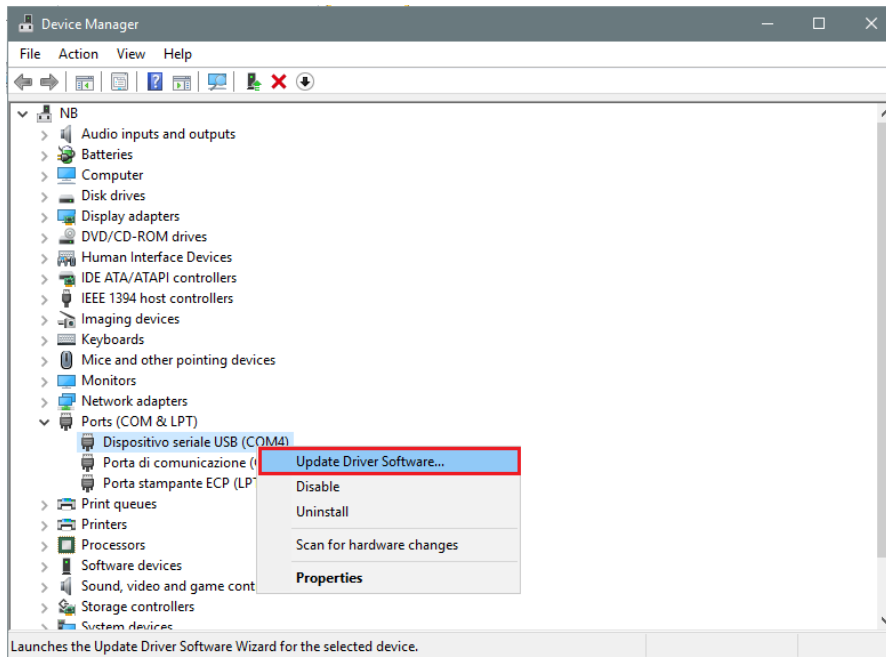 Device Manager
File Action View Help
NB
Audio inputs and outputs
Batteries
Computer
Disk drives
Display adapters
DVD/CD-ROM drives
Human Interface Devices
IDE ATA/ATAPI controllers
IEEE 1394 host controllers
Imaging devices
Keyboards
Mice and other pointing devices
Monitors
Network adapters
Ports (COM & LPT)
Dispositivo seriale USB (COM4)
Porta di comunicazione (
Porta stampante ECP (LP
Print queues
Printers
Processors
Software devices
Sound, video and game cont
Storage controllers
System devices
Update Driver Software...
Disable
Uninstall
Scan for hardware changes
Properties
Launches the Update Driver Software Wizard for the selected device.